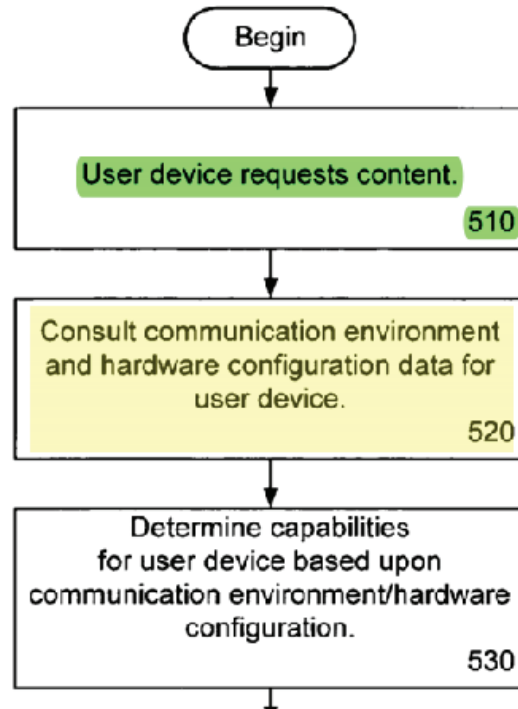 Begin
User device requests content.
510
Consult communication environment
and hardware configuration data for
user device.
520
Determine capabilities
for user device based upon
communication environment/hardware
configuration.
530